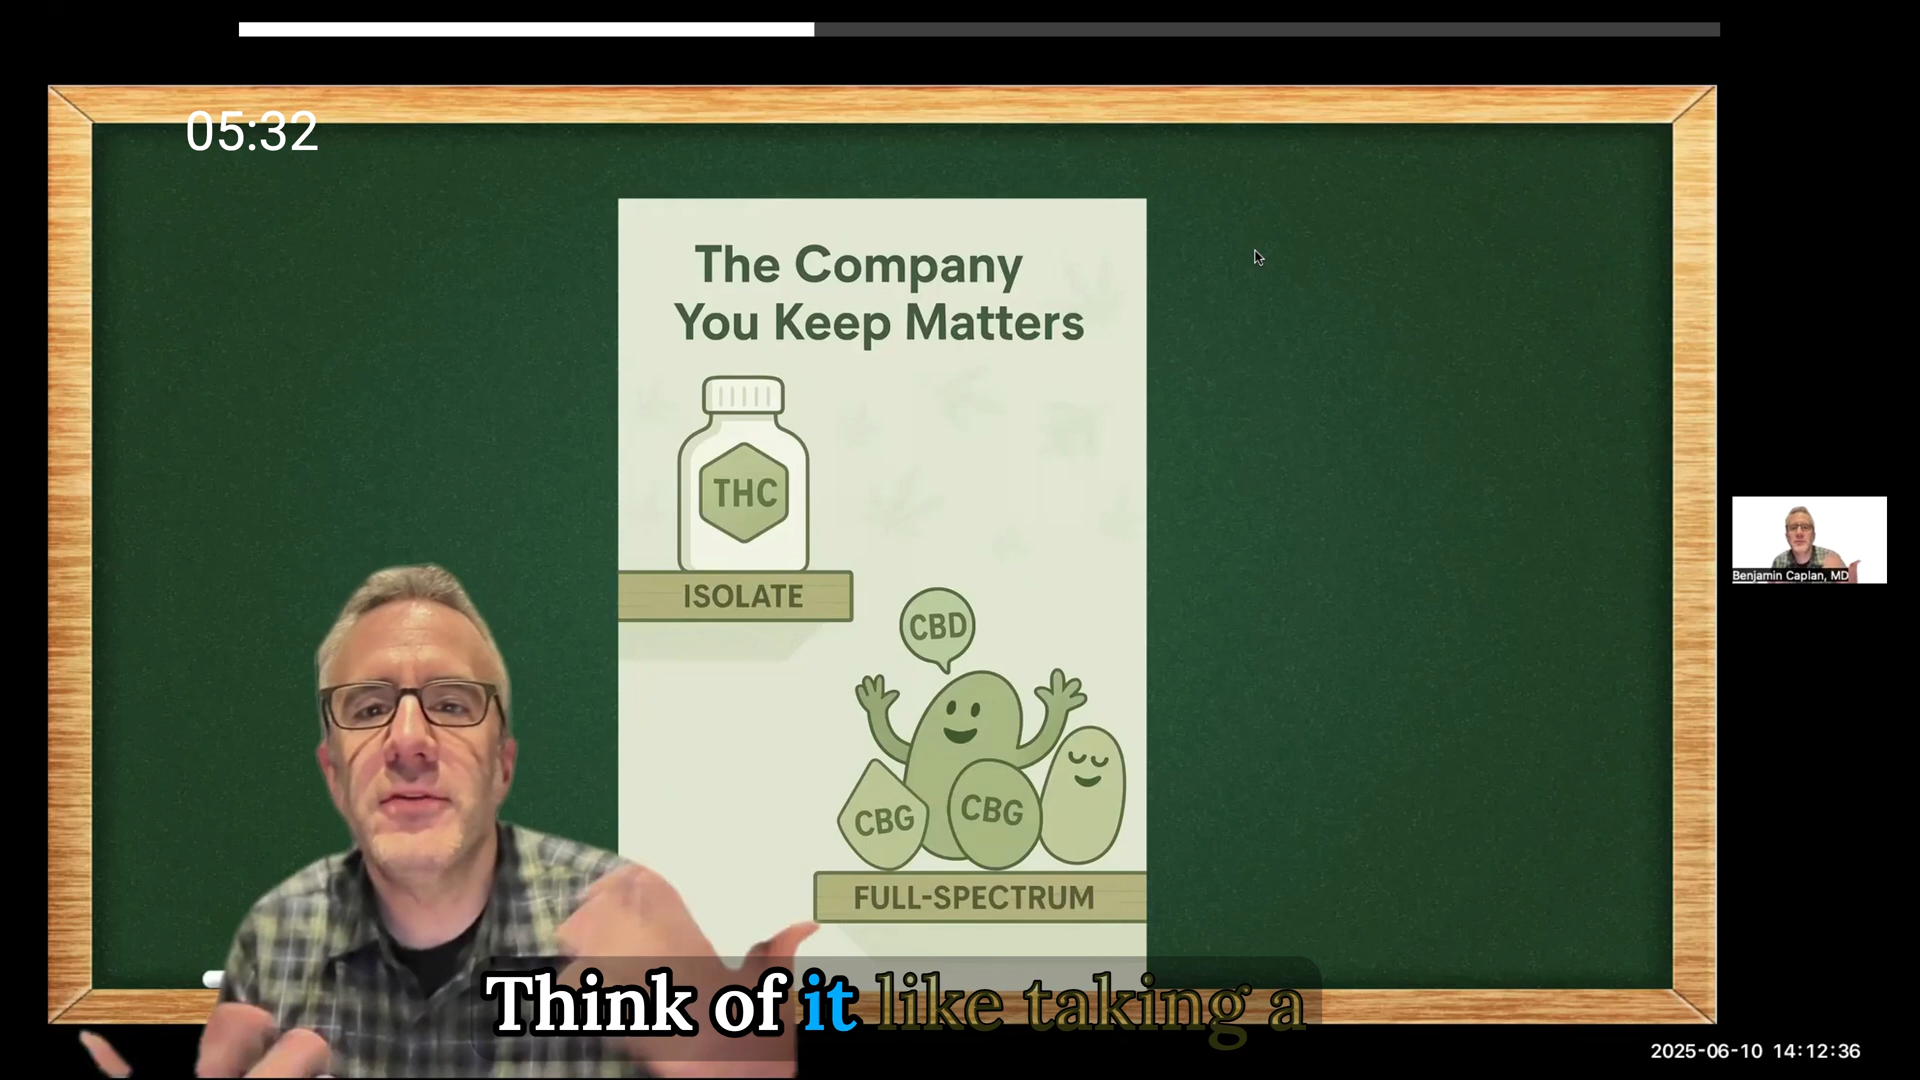 05:32
The Company
You Keep Matters
THC
ISOLATE
CBD
CBG
CBG
FULL-SPECTRUM
Benjamin Caplan, MD
Think of it like taking a
2025-06-10 14:12:36